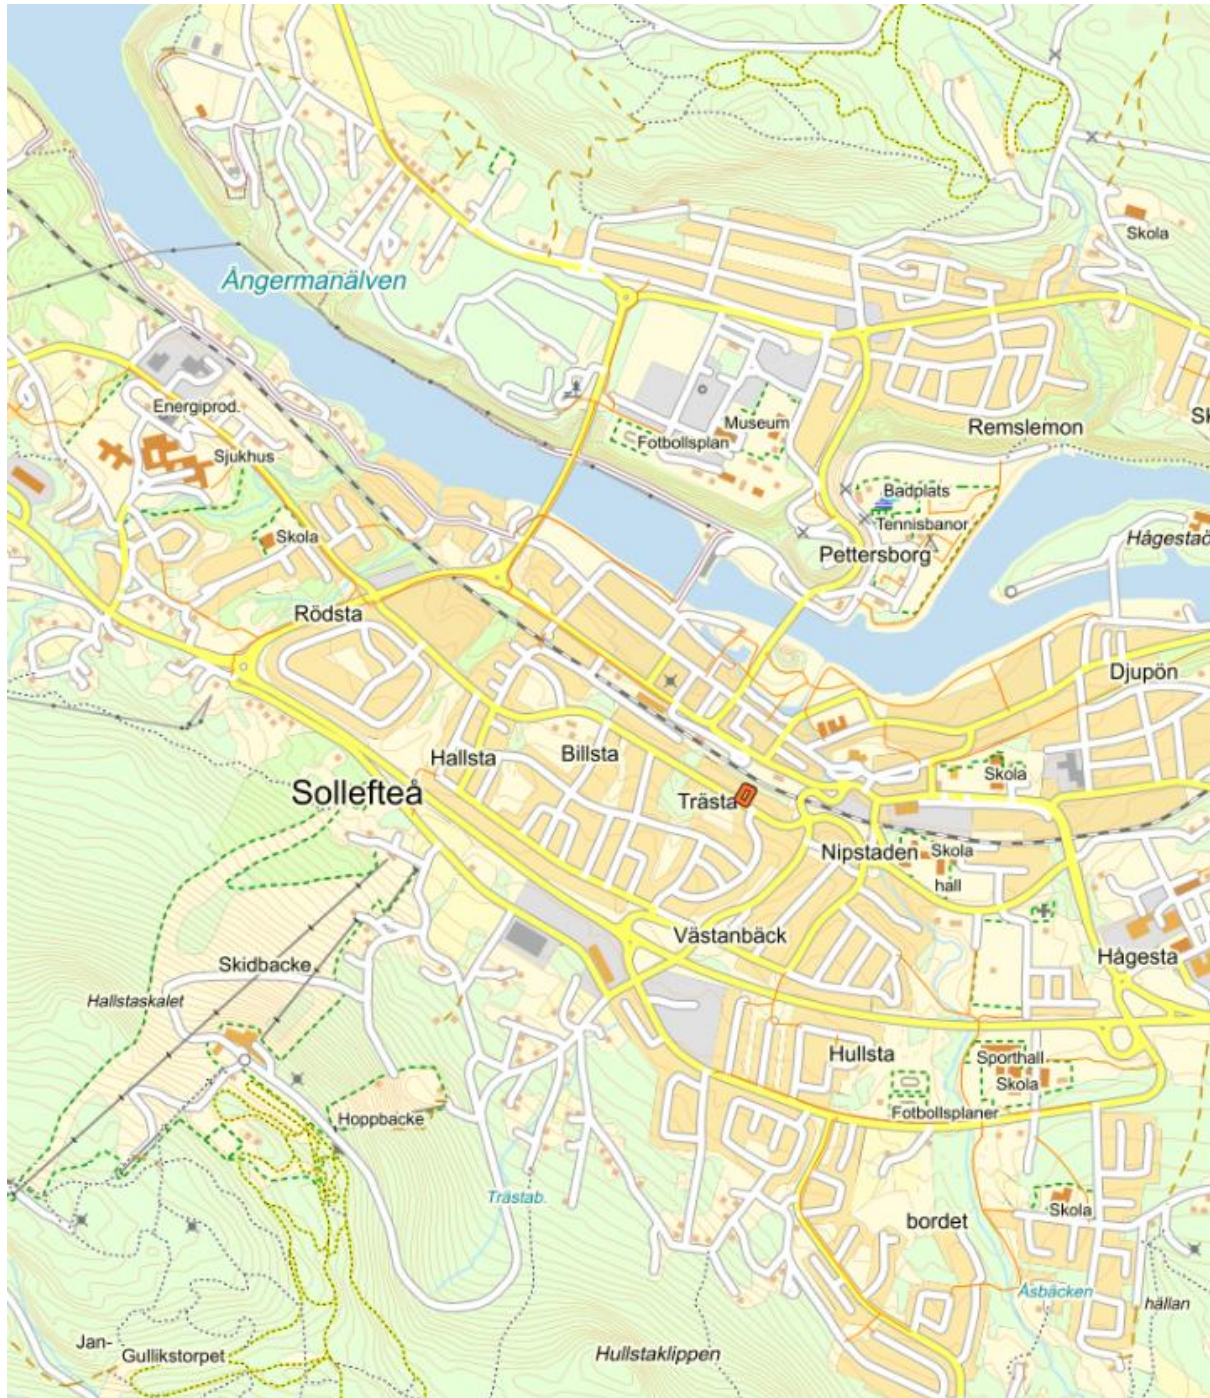 Skola
Ångermanälven
Energiprod.
Museum
Fotbollsplan
Remslemon
Sk
Sjukhus
Badplats
Tennisbanor
Skola
Pettersborg
Hågestaö
Rödsta
Djupön
Hallsta
Billsta
Skola
Sollefteå
Trästa
Nipstaden
Skola
hall
Västanbäck
Hågesta
Skidbacke
Hallstaskalet
Hullsta
Sporthall
Skola
Hoppbacke
Fotbollsplaner
Trästab.
Skola
bordet
Åsbäcken
hällan
Jan-
Gullikstorpet
Hullstaklippen